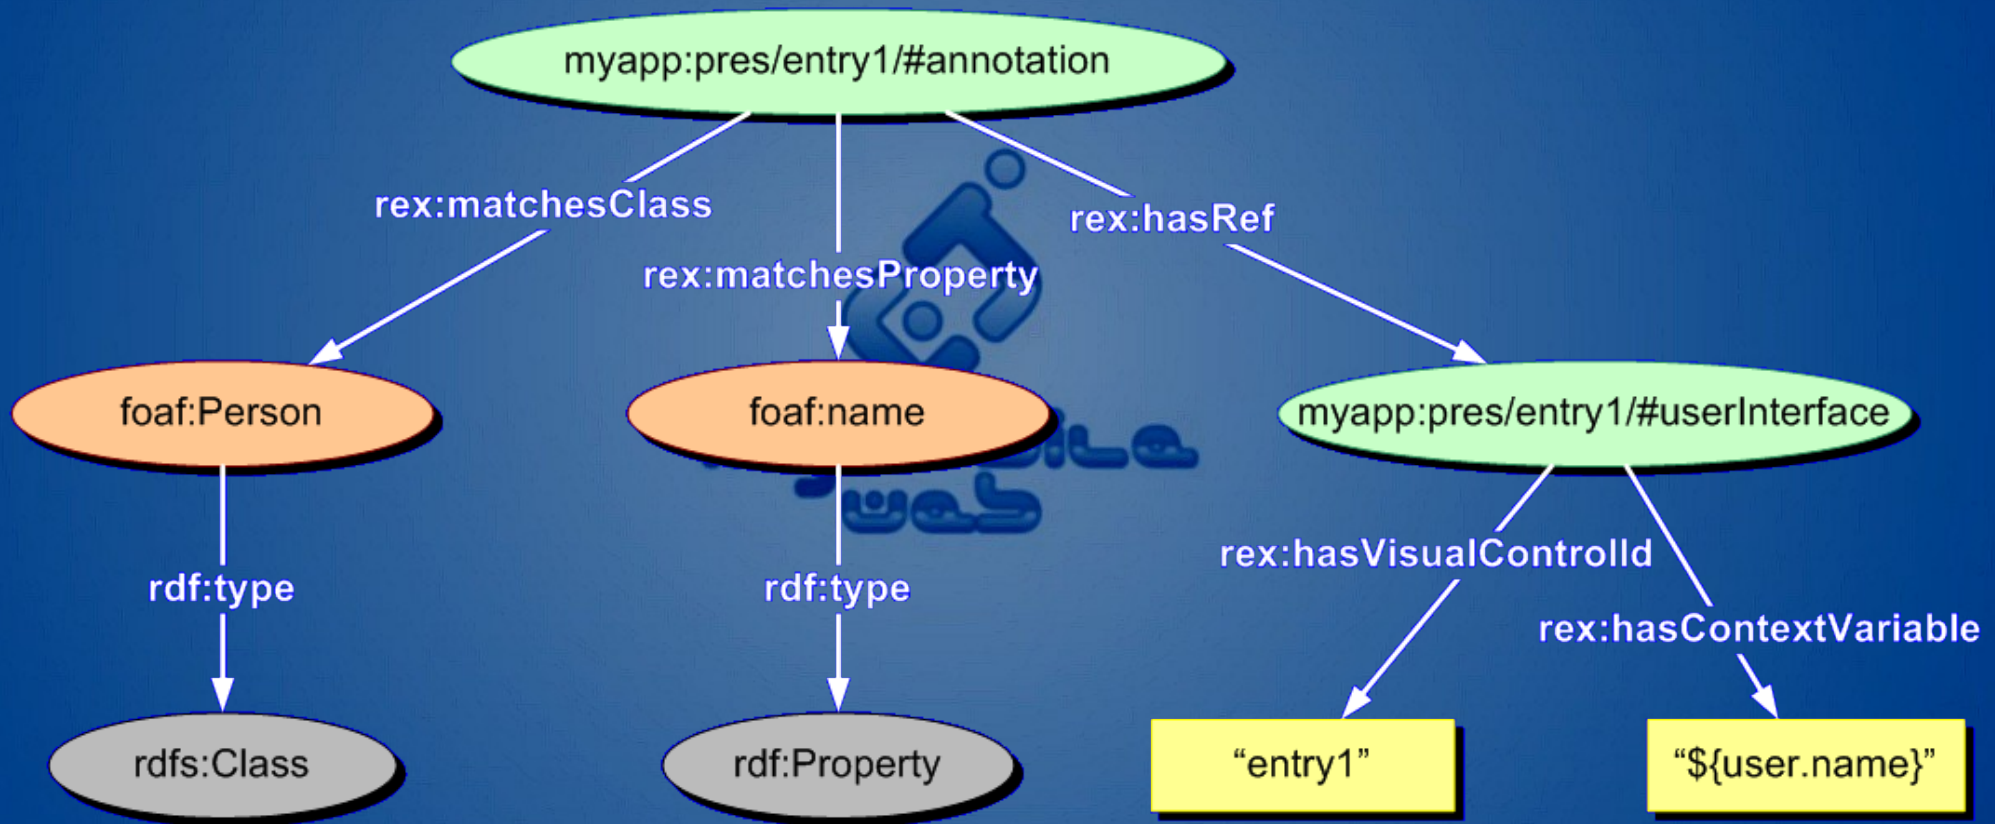 myapp:pres/entry1/#annotation
rex:matchesClass
rex:hasRef
rex:matchesProperty
foaf:Person
foaf:name
myapp:pres/entry1/#userInterface
rex:hasVisualControlId
rdf:type
rdf:type
rex:hasContextVariable
rdfs:Class
rdf:Property
“entry1”
“${user.name}”